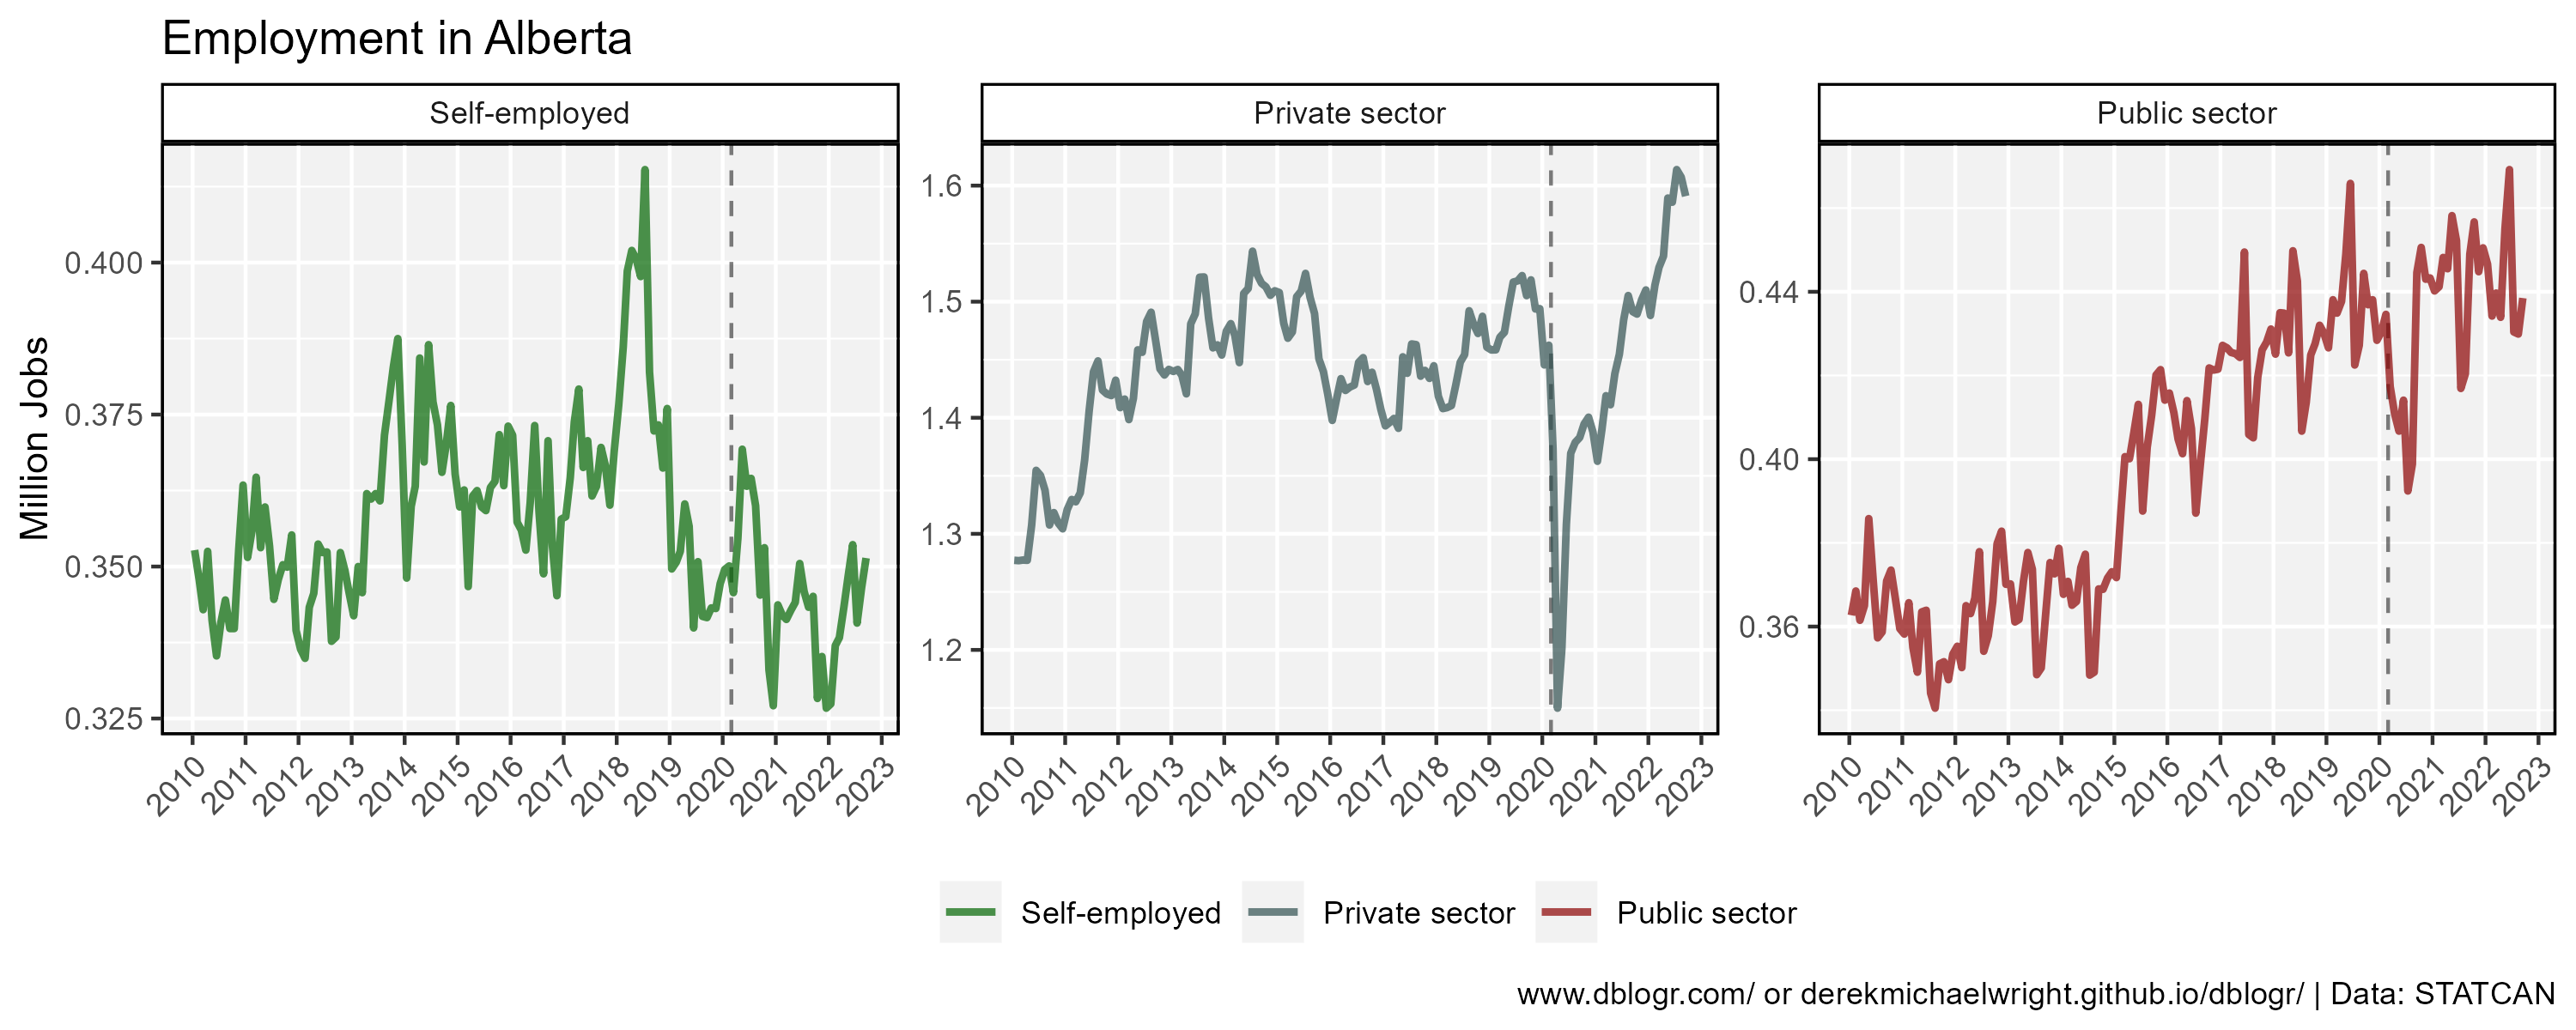 Employment in Alberta
Self-employed
Private sector
Public sector
Million Jobs
0.400
0.375
0.350
0.325
2010 2011 2012 2013 2014 2015 2016 2017 2018 2019 2020 2021 2022 2023
1.6
1.5
1.4
1.3
1.2
2010 2011 2012 2013 2014 2015 2016 2017 2018 2019 2020 2021 2022 2023
0.44
0.40
0.36
2010 2011 2012 2013 2014 2015 2016 2017 2018 2019 2020 2021 2022 2023
Self-employed Private sector Public sector
www.dblogr.com/ or derekmichaelwright.github.io/dblogr/ | Data: STATCAN